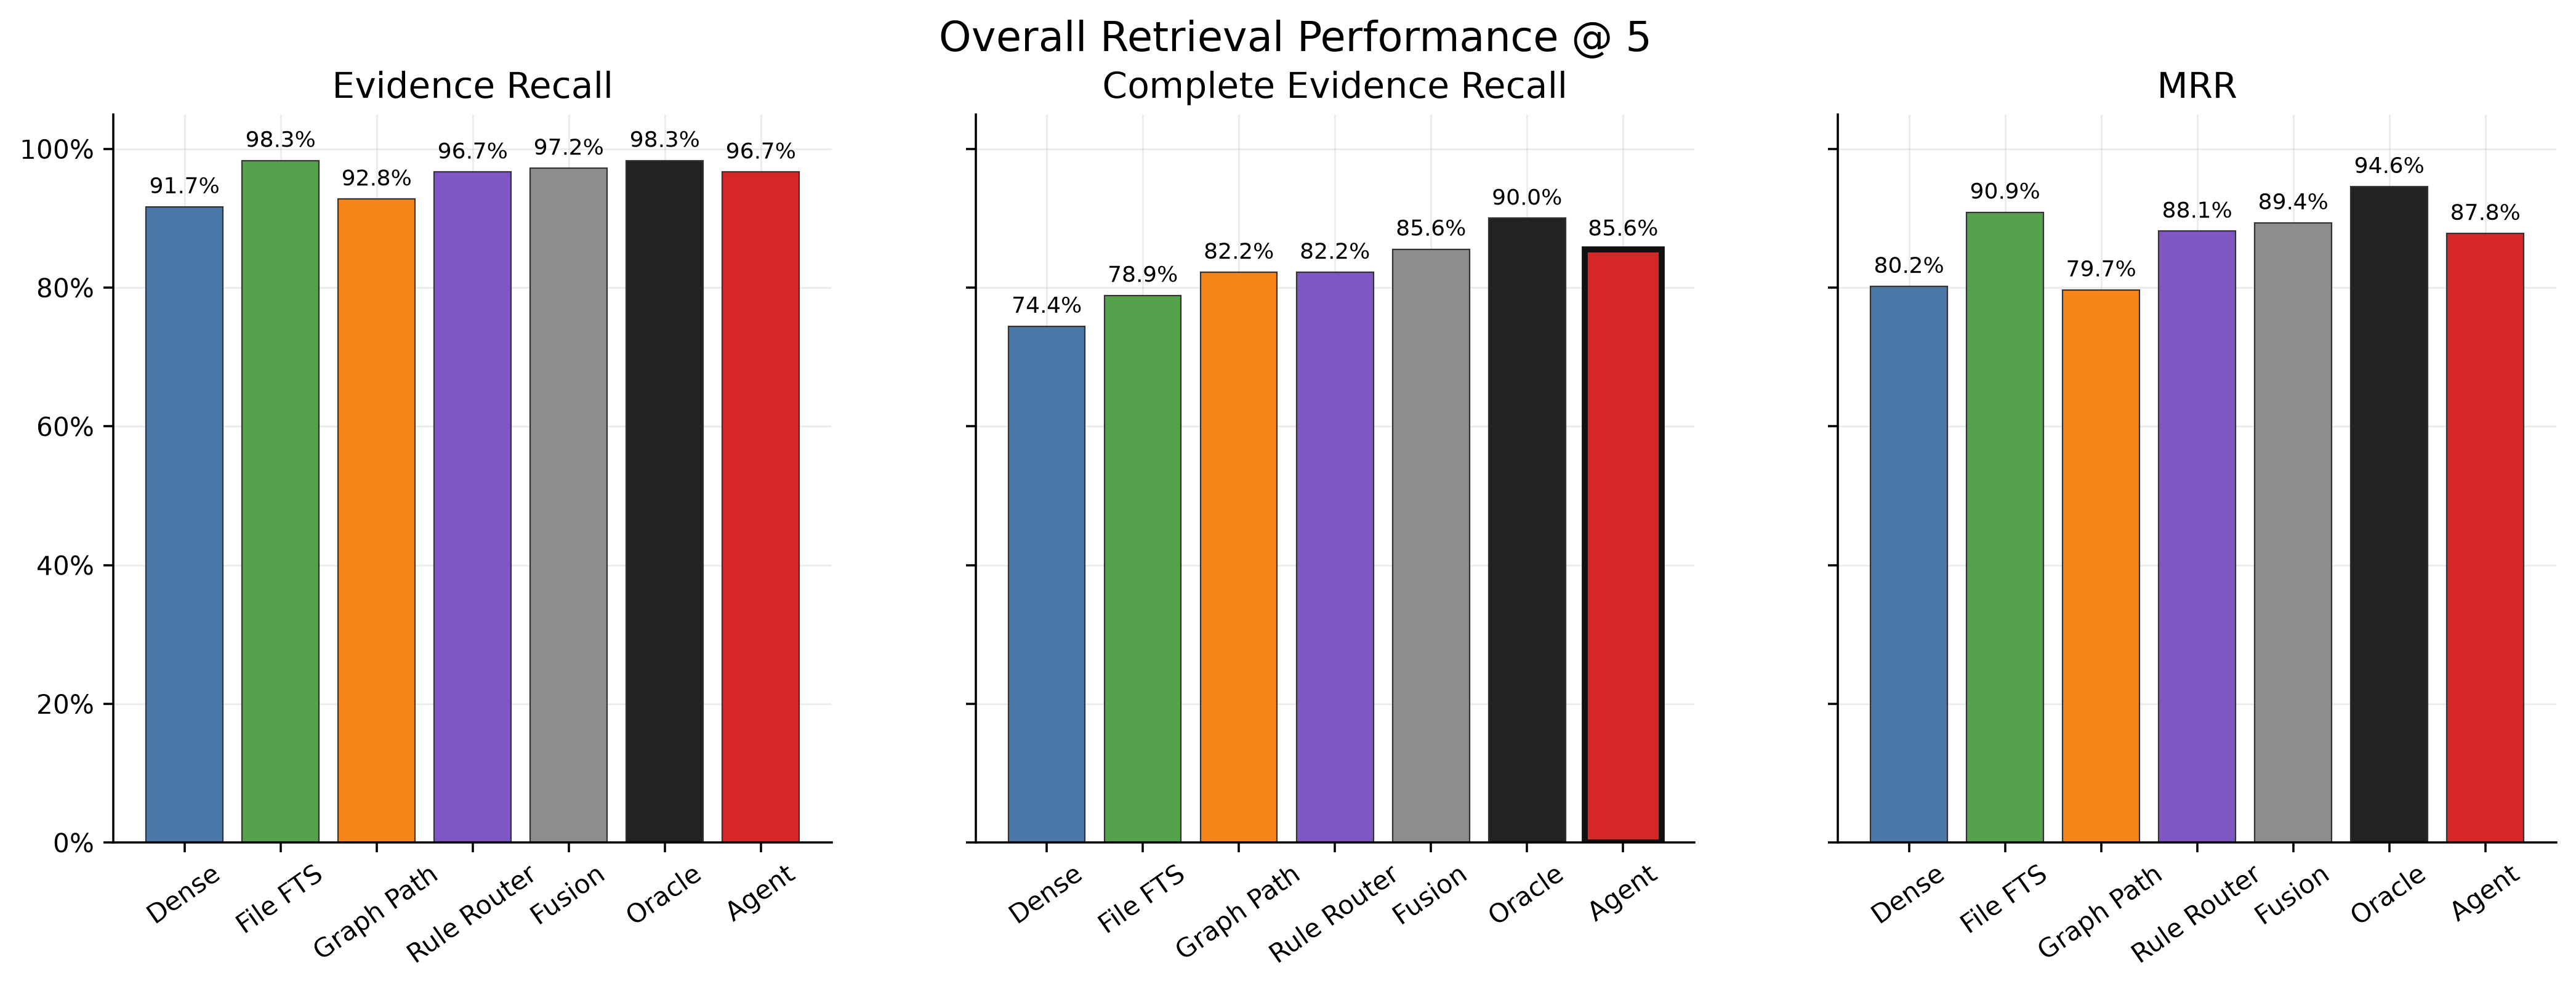 Overall Retrieval Performance @ 5
Evidence Recall
100%
80%
60%
40%
20%
0%
91.7%
98.3%
92.8%
96.7%
97.2%
98.3%
96.7%
Dense
File FTS
Graph Path
Rule Router
Fusion
Oracle
Agent
Complete Evidence Recall
74.4%
78.9%
82.2%
82.2%
85.6%
90.0%
85.6%
Dense
File FTS
Graph Path
Rule Router
Fusion
Oracle
Agent
MRR
80.2%
90.9%
79.7%
88.1%
89.4%
94.6%
87.8%
Dense
File FTS
Graph Path
Rule Router
Fusion
Oracle
Agent